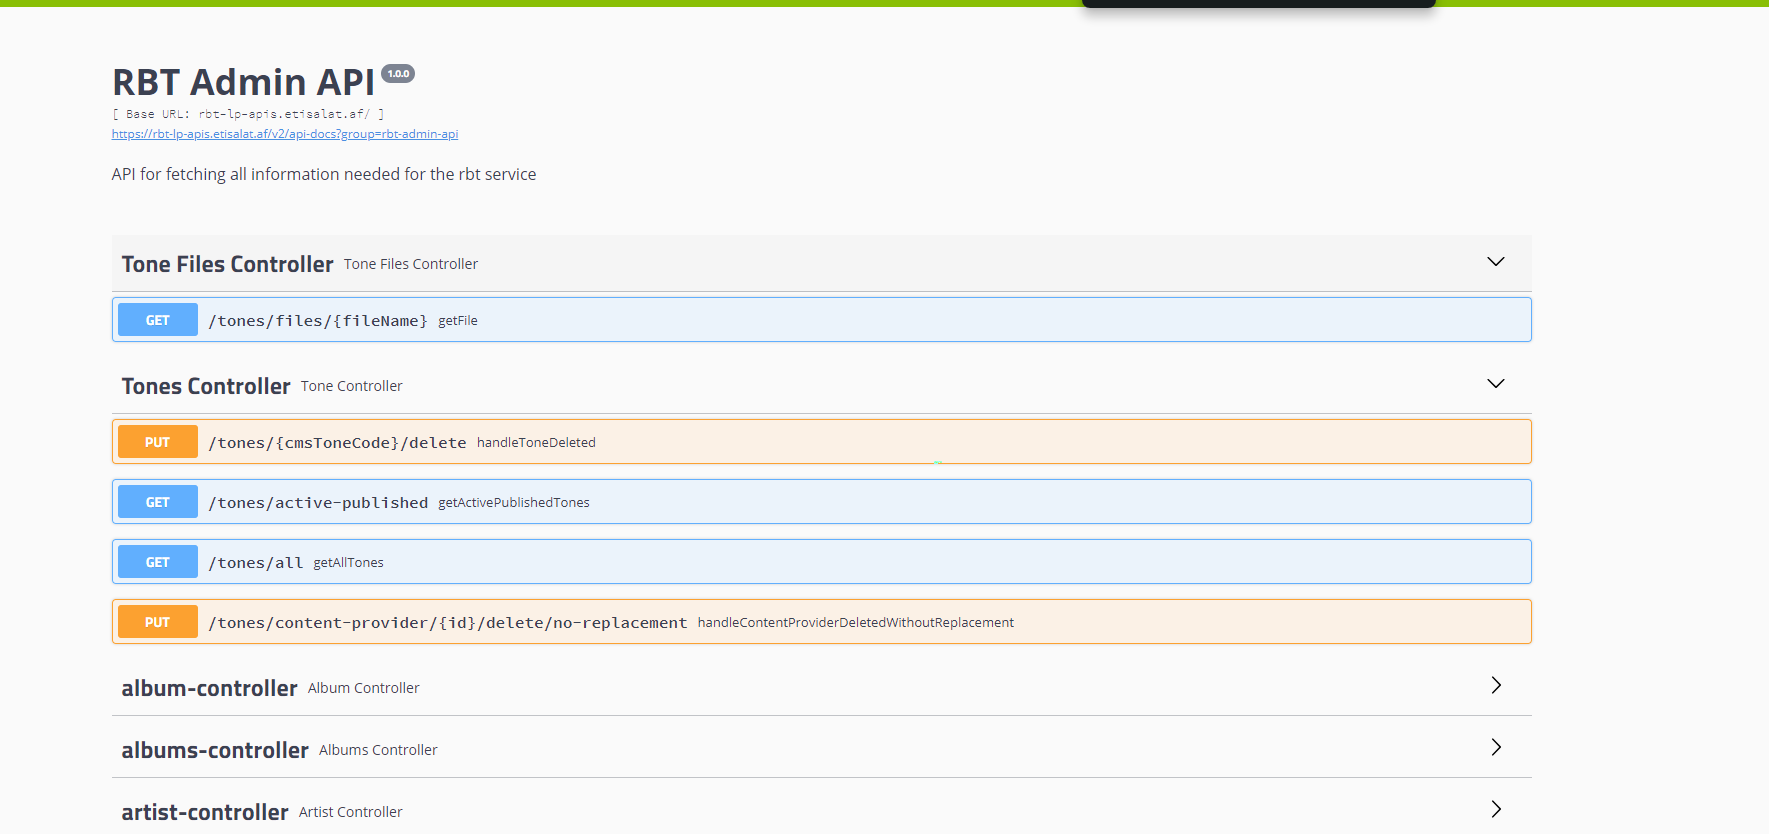 RBT Admin API 1.0.0
[ Base URL: rbt-lp-apis.etisalat.af/ ]
https://rbt-lp-apis.etisalat.af/v2/api-docs?group=rbt-admin-api
API for fetching all information needed for the rbt service
Tone Files Controller Tone Files Controller
GET /tones/files/{fileName} getFile
Tones Controller Tone Controller
PUT /tones/{cmsToneCode}/delete handleToneDeleted
GET /tones/active-published getActivePublishedTones
GET /tones/all getAllTones
PUT /tones/content-provider/{id}/delete/no-replacement handleContentProviderDeletedWithoutReplacement
album-controller Album Controller
albums-controller Albums Controller
artist-controller Artist Controller